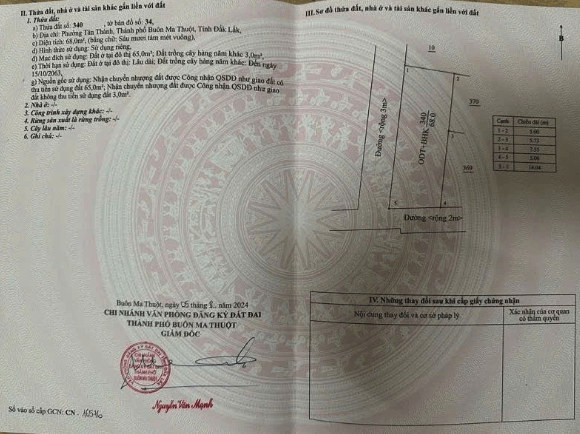 II. Thửa đất, nhà ở và tài sản khác gắn liền với đất
1. Thửa đất:
a) Thửa đất số: 340 , tờ bản đồ số: 34,
b) Địa chỉ: Phường Tân Thành, Thành phố Buôn Ma Thuột, Tỉnh Đắk Lắk,
c) Diện tích: 68,0m², (bằng chữ: Sáu mươi tám mét vuông),
d) Hình thức sử dụng: Sử dụng riêng,
đ) Mục đích sử dụng: Đất ở tại đô thị 65,0m²; Đất trồng cây hàng năm khác 3,0m²,
e) Thời hạn sử dụng: Đất ở tại đô thị: Lâu dài; Đất trồng cây hàng năm khác: Đến ngày
15/10/2063,
g) Nguồn gốc sử dụng: Nhận chuyển nhượng đất được Công nhận QSDĐ như giao đất có
thu tiền sử dụng đất 65,0m²; Nhận chuyển nhượng đất được Công nhận QSDĐ như giao
đất không thu tiền sử dụng đất 3,0m².
2. Nhà ở: -/-
3. Công trình xây dựng khác: -/-
4. Rừng sản xuất là rừng trồng: -/-
5. Cây lâu năm: -/-
6. Ghi chú: -/-
Buôn Ma Thuột, ngày tháng năm 2024
CHI NHÁNH VĂN PHÒNG ĐĂNG KÝ ĐẤT ĐAI
THÀNH PHỐ BUÔN MA THUỘT
GIÁM ĐỐC
Nguyễn Văn Mạnh
Số vào sổ cấp GCN: CN -
III. Sơ đồ thửa đất, nhà ở và tài sản khác gắn liền với đất
B
19
1
2
370
Đường <rộng 3m>
ODT+BHK
340
68.0
3
369
5
4
Đường <rộng 2m>
Cạnh Chiều dài (m)
1 - 2
2 - 3
3 - 4
4 - 5
5 - 1
IV. Những thay đổi sau khi cấp giấy chứng nhận
Nội dung thay đổi và cơ sở pháp lý
Xác nhận của cơ quan
có thẩm quyền